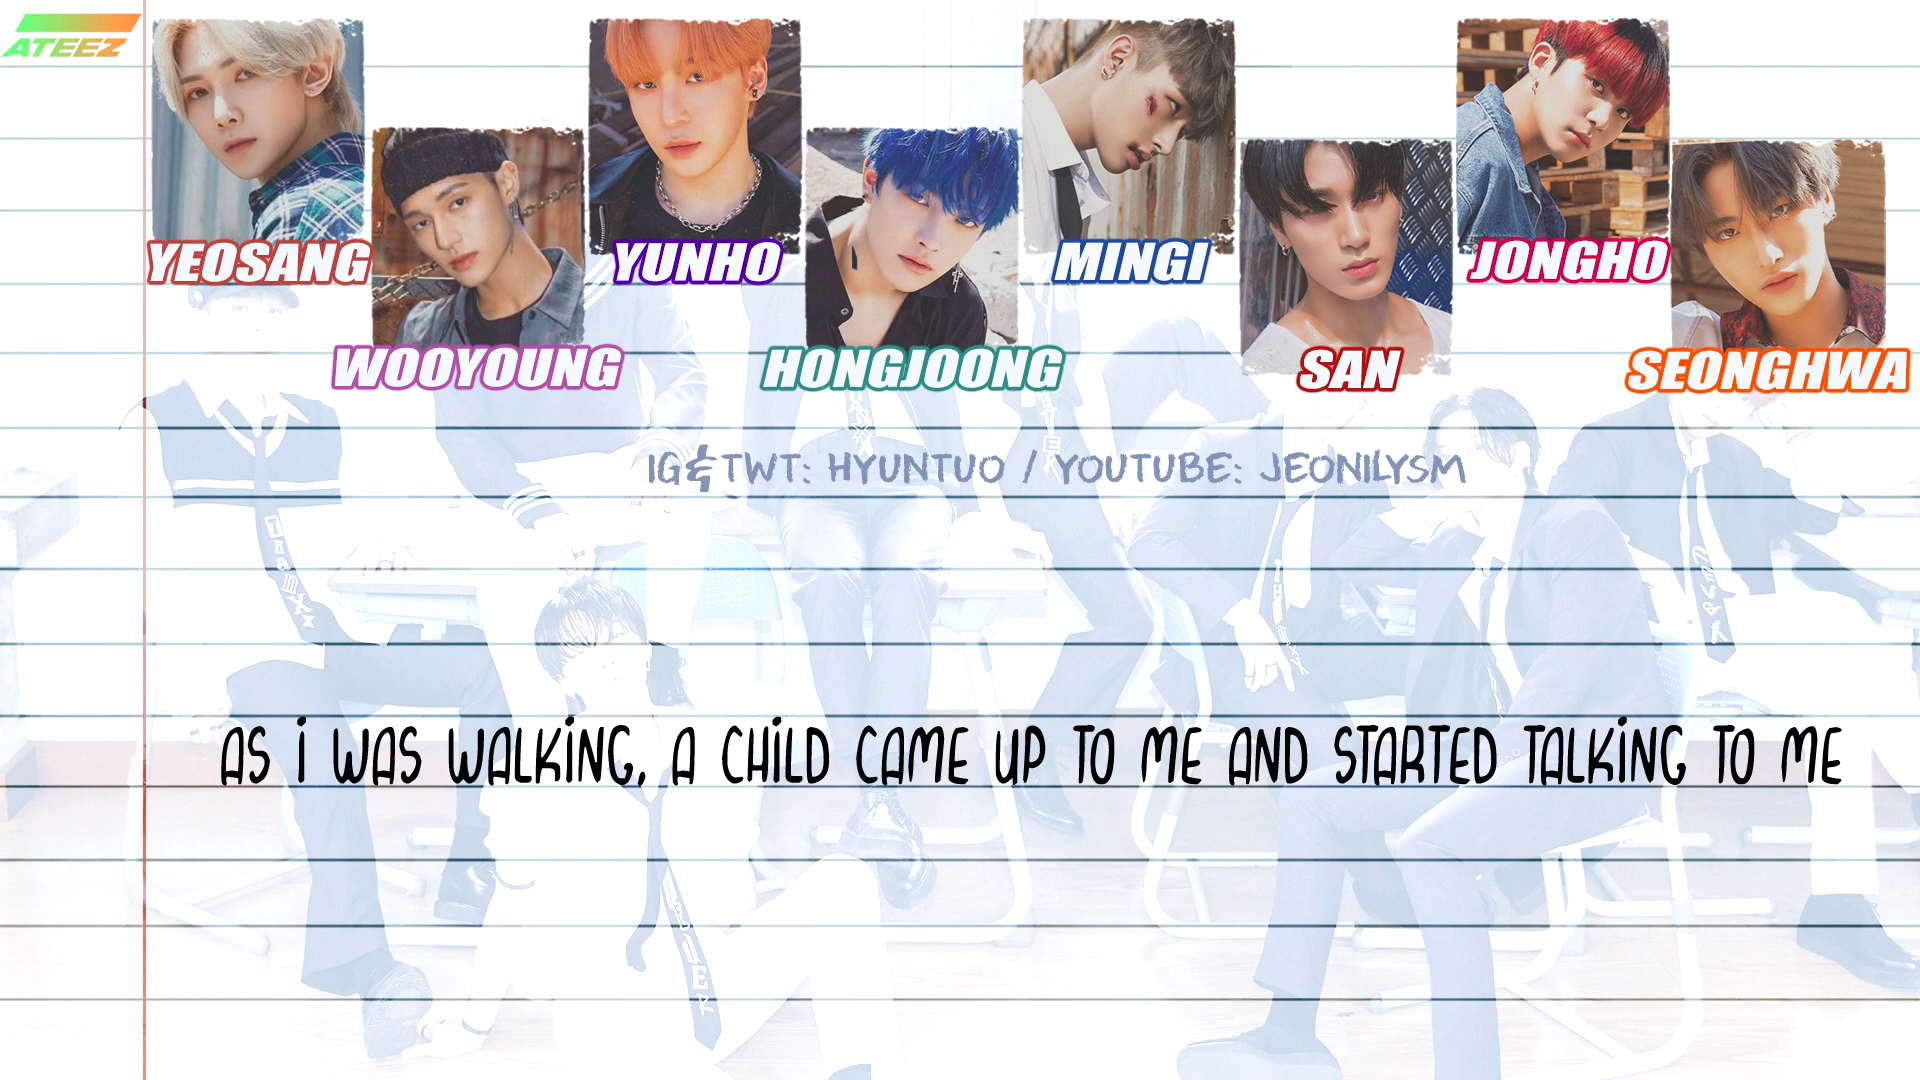 ATEEZ
YEOSANG
YUNHO
MINGI
JONGHO
WOOYOUNG
HONGJOONG
SAN
SEONGHWA
IG&TWT: HYUNTUO / YOUTUBE: JEONILYSM
AS I WAS WALKING, A CHILD CAME UP TO ME AND STARTED TALKING TO ME